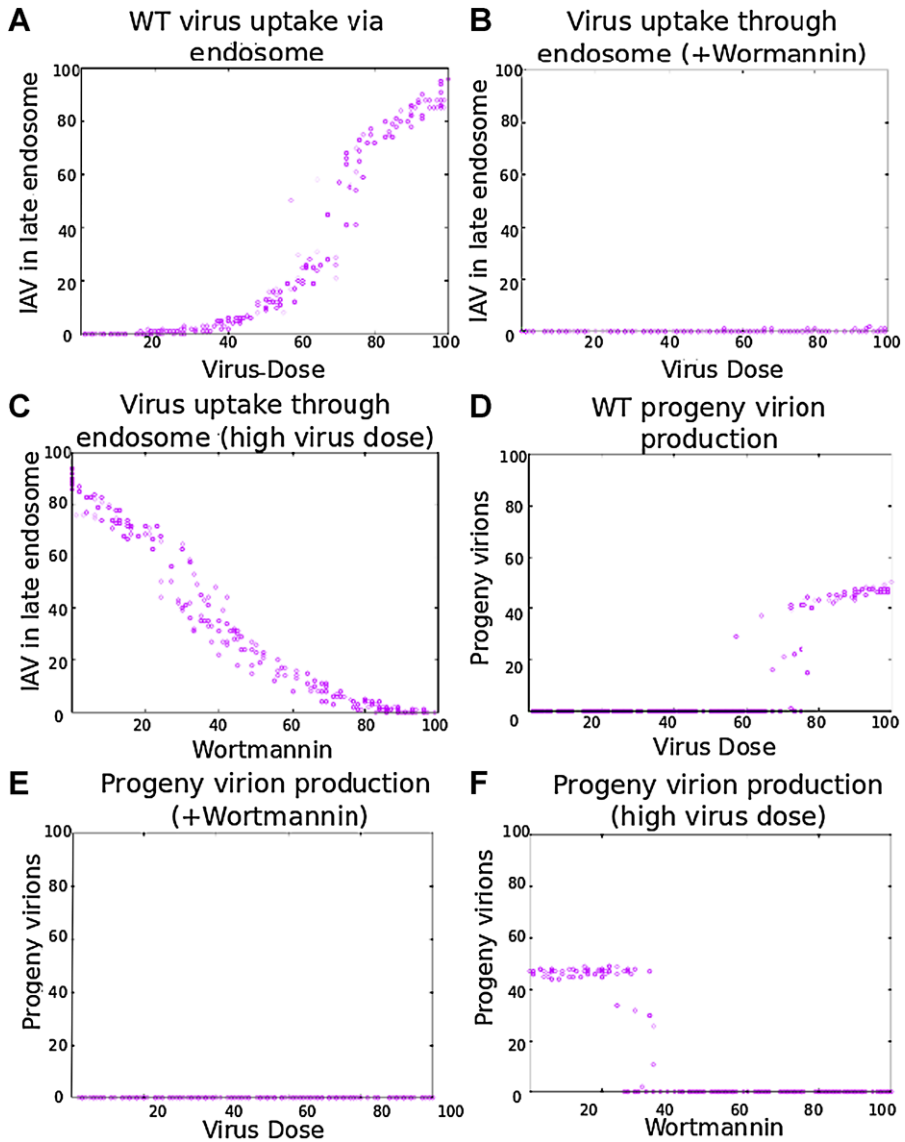 A
WT virus uptake via
endosome
IAV in late endosome
100
80
60
40
20
0
20 40 60 80 100
Virus-Dose
B
Virus uptake through
endosome (+Wormannin)
IAV in late endosome
100
80
60
40
20
0
20 40 60 80 100
Virus Dose
C
Virus uptake through
endosome (high virus dose)
IAV in late endosome
100
80
60
40
20
0
20 40 60 80 100
Wortmannin
D
WT progeny virion
production
Progeny virions
100
80
60
40
20
0
20 40 60 80 100
Virus Dose
E
Progeny virion production
(+Wortmannin)
Progeny virions
100
80
60
40
20
0
20 40 60 80 100
Virus Dose
F
Progeny virion production
(high virus dose)
Progeny virions
100
80
60
40
20
0
20 40 60 80 100
Wortmannin